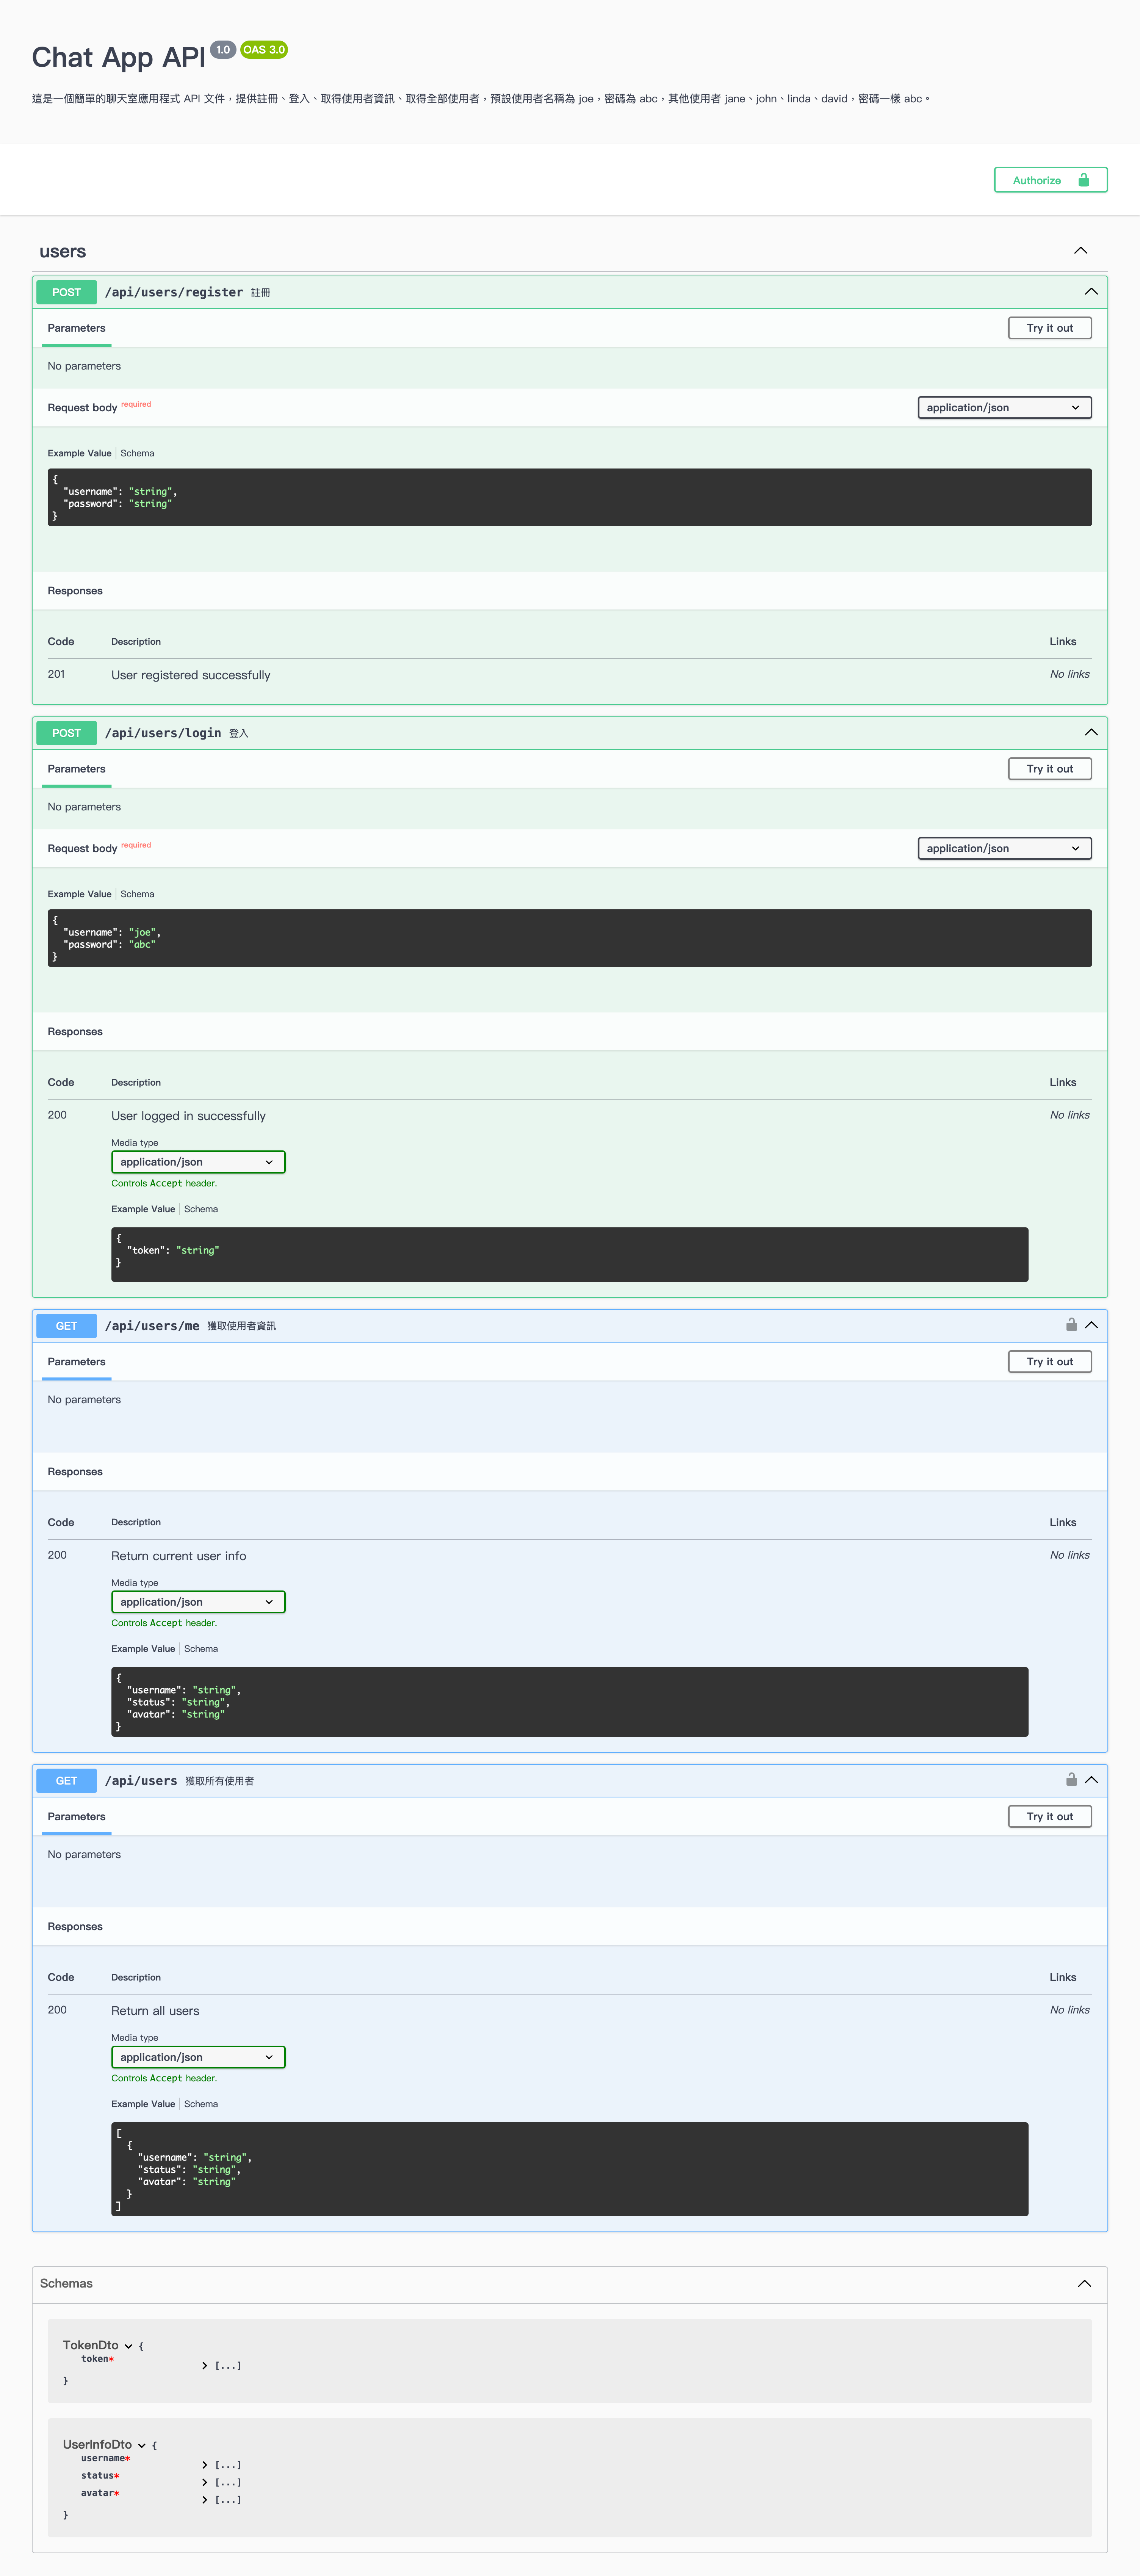 Chat App API 1.0 OAS 3.0
這是一個簡單的聊天室應用程式 API 文件，提供註冊、登入、取得使用者資訊、取得全部使用者，預設使用者名稱為 joe，密碼為 abc，其他使用者 jane、john、linda、david，密碼一樣 abc。
Authorize
users
POST /api/users/register 註冊
Parameters Try it out
No parameters
Request body required application/json
Example Value Schema
{
"username": "string",
"password": "string"
}
Responses
Code Description Links
201 User registered successfully No links
POST /api/users/login 登入
Parameters Try it out
No parameters
Request body required application/json
Example Value Schema
{
"username": "joe",
"password": "abc"
}
Responses
Code Description Links
200 User logged in successfully No links
Media type
application/json
Controls Accept header.
Example Value Schema
{
"token": "string"
}
GET /api/users/me 獲取使用者資訊
Parameters Try it out
No parameters
Responses
Code Description Links
200 Return current user info No links
Media type
application/json
Controls Accept header.
Example Value Schema
{
"username": "string",
"status": "string",
"avatar": "string"
}
GET /api/users 獲取所有使用者
Parameters Try it out
No parameters
Responses
Code Description Links
200 Return all users No links
Media type
application/json
Controls Accept header.
Example Value Schema
[
{
"username": "string",
"status": "string",
"avatar": "string"
}
]
Schemas
TokenDto {
token* [...]
}
UserInfoDto {
username* [...]
status* [...]
avatar* [...]
}